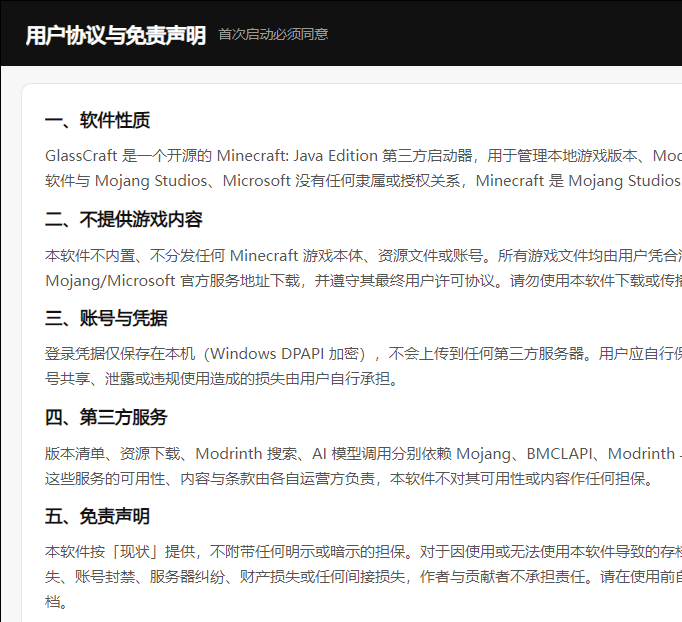 用户协议与免责声明 首次启动必须同意
一、软件性质
GlassCraft 是一个开源的 Minecraft: Java Edition 第三方启动器，用于管理本地游戏版本、Mod
软件与 Mojang Studios、Microsoft 没有任何隶属或授权关系，Minecraft 是 Mojang Studios
二、不提供游戏内容
本软件不内置、不分发任何 Minecraft 游戏本体、资源文件或账号。所有游戏文件均由用户凭合
Mojang/Microsoft 官方服务地址下载，并遵守其最终用户许可协议。请勿使用本软件下载或传播
三、账号与凭据
登录凭据仅保存在本机（Windows DPAPI 加密），不会上传到任何第三方服务器。用户应自行保
号共享、泄露或违规使用造成的损失由用户自行承担。
四、第三方服务
版本清单、资源下载、Modrinth 搜索、AI 模型调用分别依赖 Mojang、BMCLAPI、Modrinth
这些服务的可用性、内容与条款由各自运营方负责，本软件不对其可用性或内容作任何担保。
五、免责声明
本软件按「现状」提供，不附带任何明示或暗示的担保。对于因使用或无法使用本软件导致的存档
失、账号封禁、服务器纠纷、财产损失或任何间接损失，作者与贡献者不承担责任。请在使用前自
档。